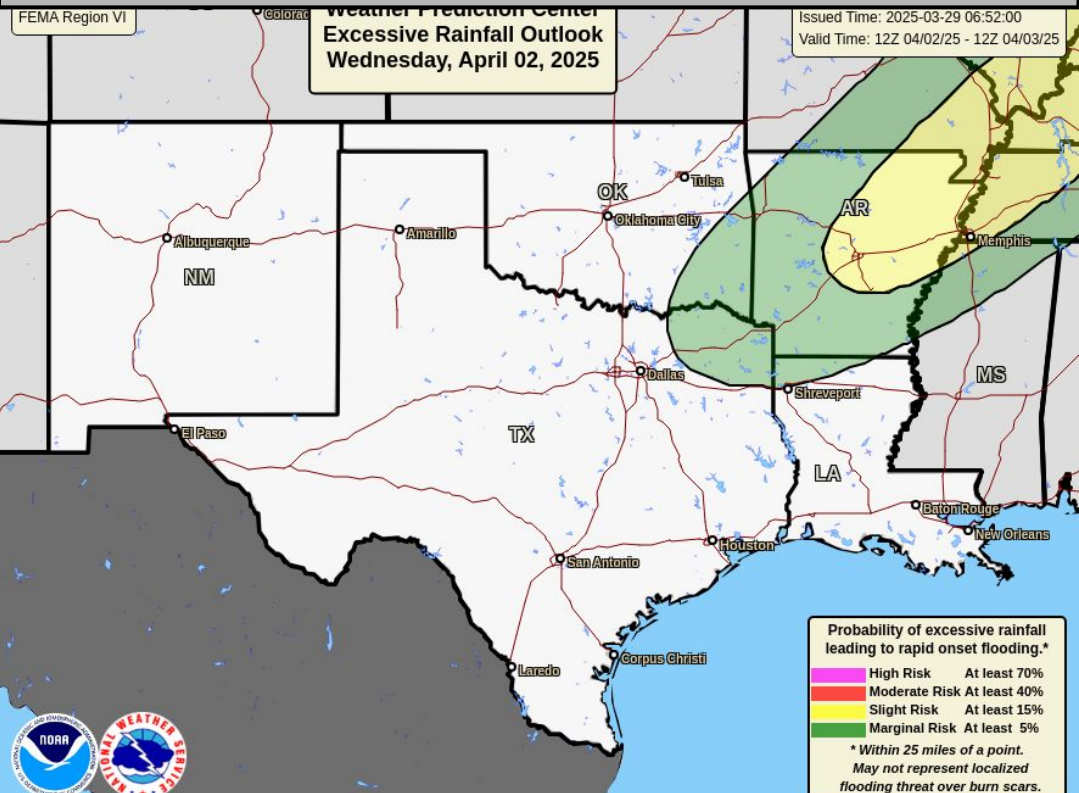 FEMA Region VI
Weather Prediction Center
Excessive Rainfall Outlook
Wednesday, April 02, 2025
Issued Time: 2025-03-29 06:52:00
Valid Time: 12Z 04/02/25 - 12Z 04/03/25
Tulsa
OK
Oklahoma City
AR
Amarillo
Albuquerque
Memphis
NM
Dallas
MS
Shreveport
El Paso
TX
LA
Baton Rouge
New Orleans
Houston
San Antonio
Corpus Christi
Laredo
Probability of excessive rainfall
leading to rapid onset flooding.*
High Risk At least 70%
Moderate Risk At least 40%
Slight Risk At least 15%
Marginal Risk At least 5%
* Within 25 miles of a point.
May not represent localized
flooding threat over burn scars.
NOAA
NATIONAL WEATHER SERVICE